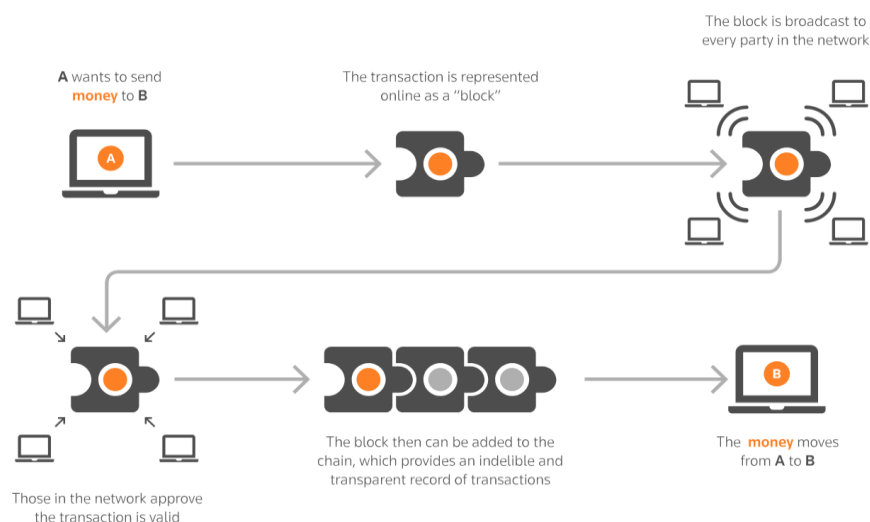 A wants to send
money to B
A
The transaction is represented
online as a “block”
The block is broadcast to
every party in the network
Those in the network approve
the transaction is valid
The block then can be added to the
chain, which provides an indelible and
transparent record of transactions
B
The money moves
from A to B